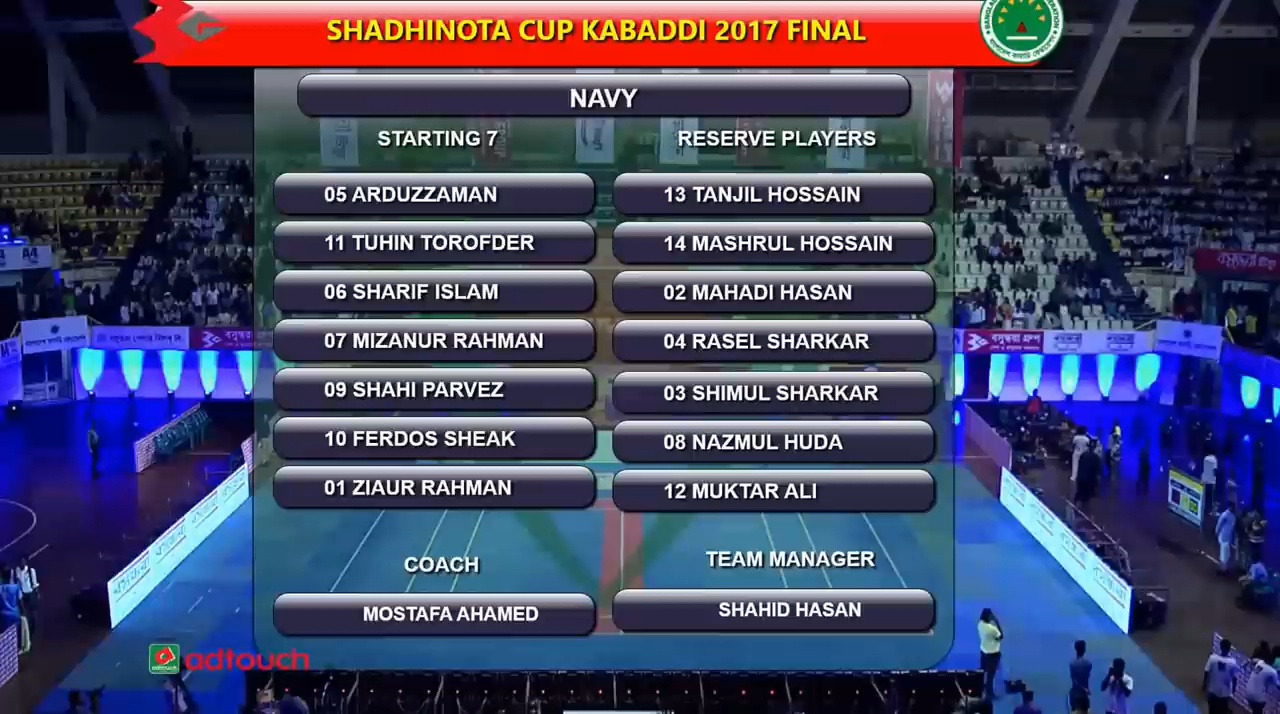 SHADHINOTA CUP KABADDI 2017 FINAL
NAVY
STARTING 7
RESERVE PLAYERS
05 ARDUZZAMAN
13 TANJIL HOSSAIN
11 TUHIN TOROFDER
14 MASHRUL HOSSAIN
06 SHARIF ISLAM
02 MAHADI HASAN
07 MIZANUR RAHMAN
04 RASEL SHARKAR
09 SHAHI PARVEZ
03 SHIMUL SHARKAR
10 FERDOS SHEAK
08 NAZMUL HUDA
01 ZIAUR RAHMAN
12 MUKTAR ALI
COACH
TEAM MANAGER
MOSTAFA AHAMED
SHAHID HASAN
adtouch
বসুন্ধরা গ্রুপ